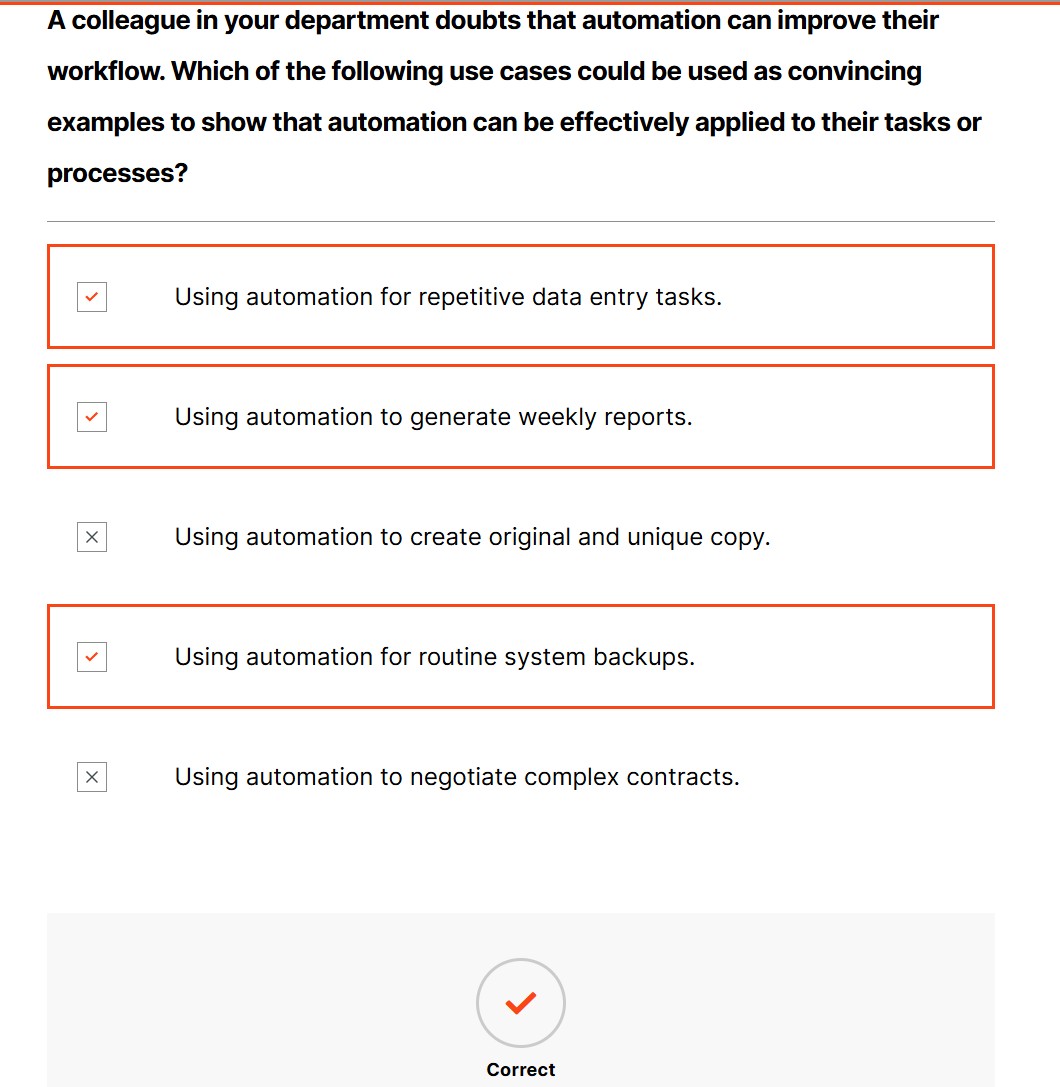 A colleague in your department doubts that automation can improve their
workflow. Which of the following use cases could be used as convincing
examples to show that automation can be effectively applied to their tasks or
processes?
Using automation for repetitive data entry tasks.
Using automation to generate weekly reports.
Using automation to create original and unique copy.
Using automation for routine system backups.
Using automation to negotiate complex contracts.
Correct